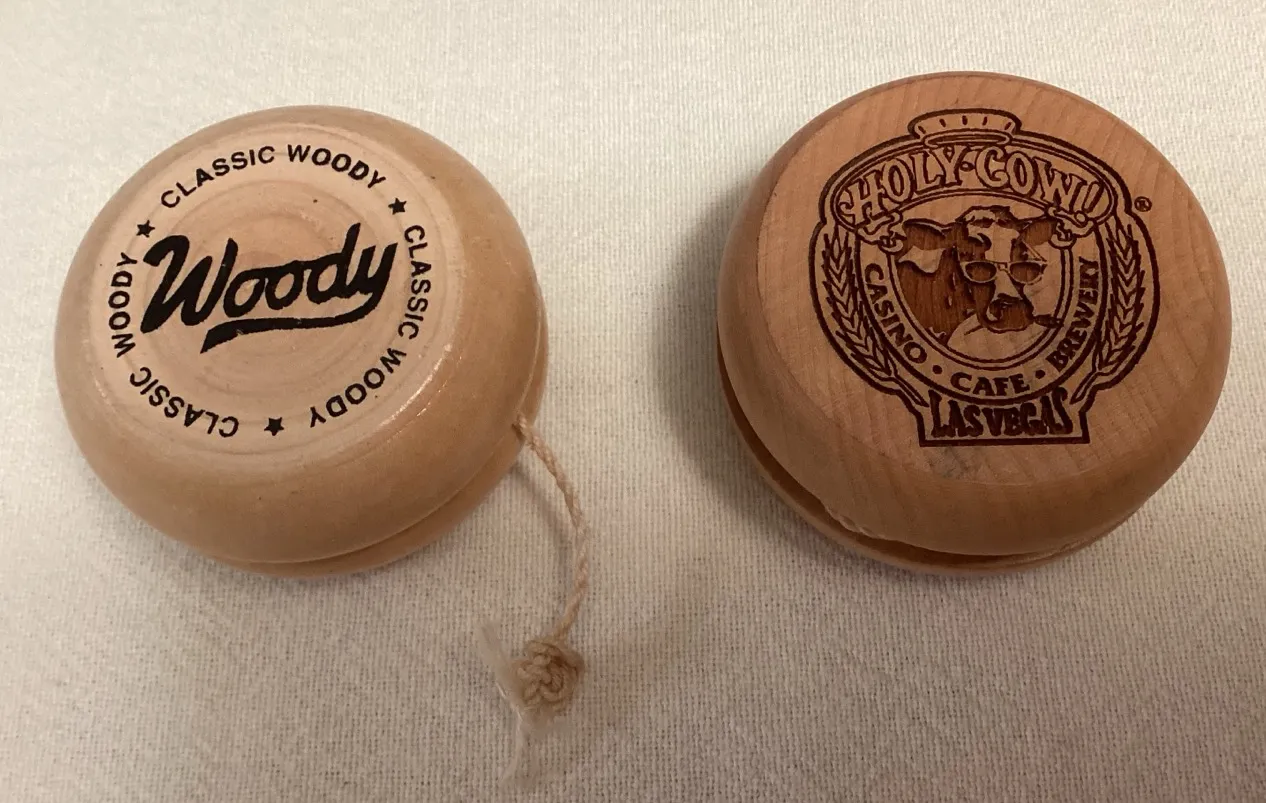 CLASSIC WOODY ★ CLASSIC WOODY ★ CLASSIC WOODY ★
Woody
HOLY·COW!®
CASINO • CAFE • BREWERY
LAS VEGAS